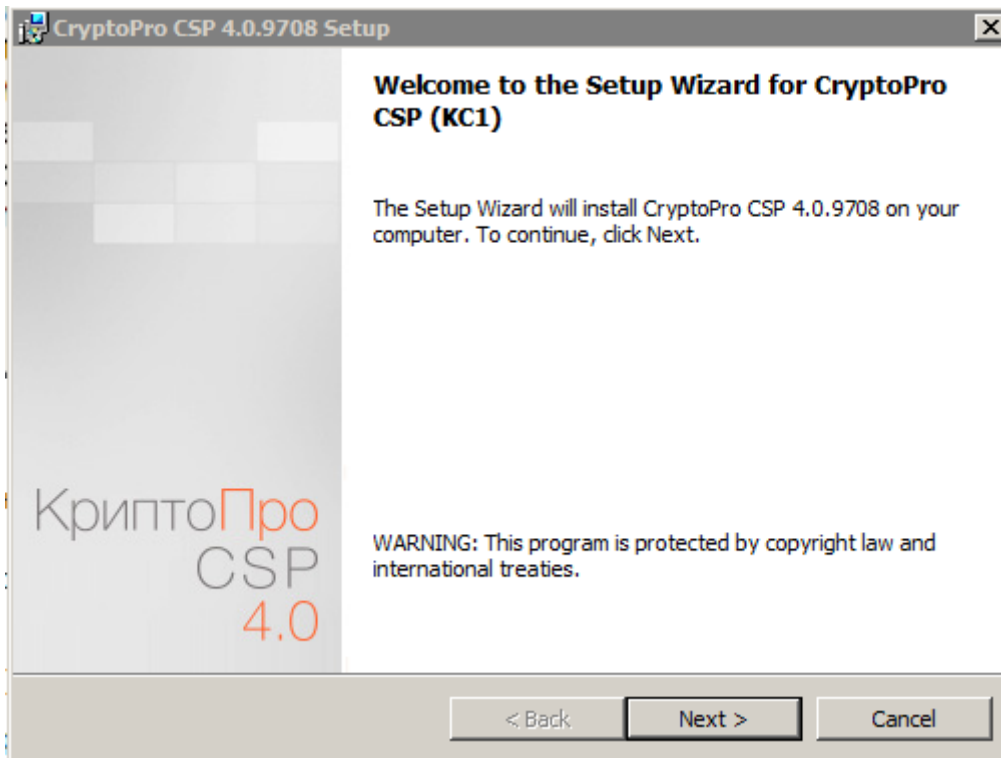 CryptoPro CSP 4.0.9708 Setup
Welcome to the Setup Wizard for CryptoPro
CSP (KC1)
The Setup Wizard will install CryptoPro CSP 4.0.9708 on your
computer. To continue, click Next.
КриптоПро
CSP
4.0
WARNING: This program is protected by copyright law and
international treaties.
< Back
Next >
Cancel